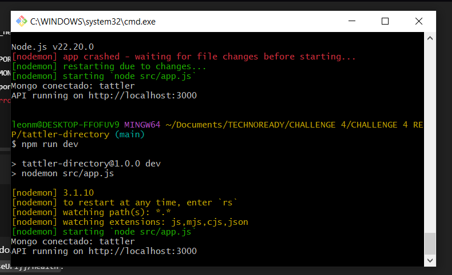 C:\WINDOWS\system32\cmd.exe
Node.js v22.20.0
[nodemon] app crashed - waiting for file changes before starting...
[nodemon] restarting due to changes...
[nodemon] starting `node src/app.js`
Mongo conectado: tattler
API running on http://localhost:3000
leonm@DESKTOP-FFOFUV9 MINGW64 ~/Documents/TECHNOREADY/CHALLENGE 4/CHALLENGE 4 RE
P/tattler-directory (main)
$ npm run dev
> tattler-directory@1.0.0 dev
> nodemon src/app.js
[nodemon] 3.1.10
[nodemon] to restart at any time, enter `rs`
[nodemon] watching path(s): *.*
[nodemon] watching extensions: js,mjs,cjs,json
[nodemon] starting `node src/app.js`
Mongo conectado: tattler
API running on http://localhost:3000